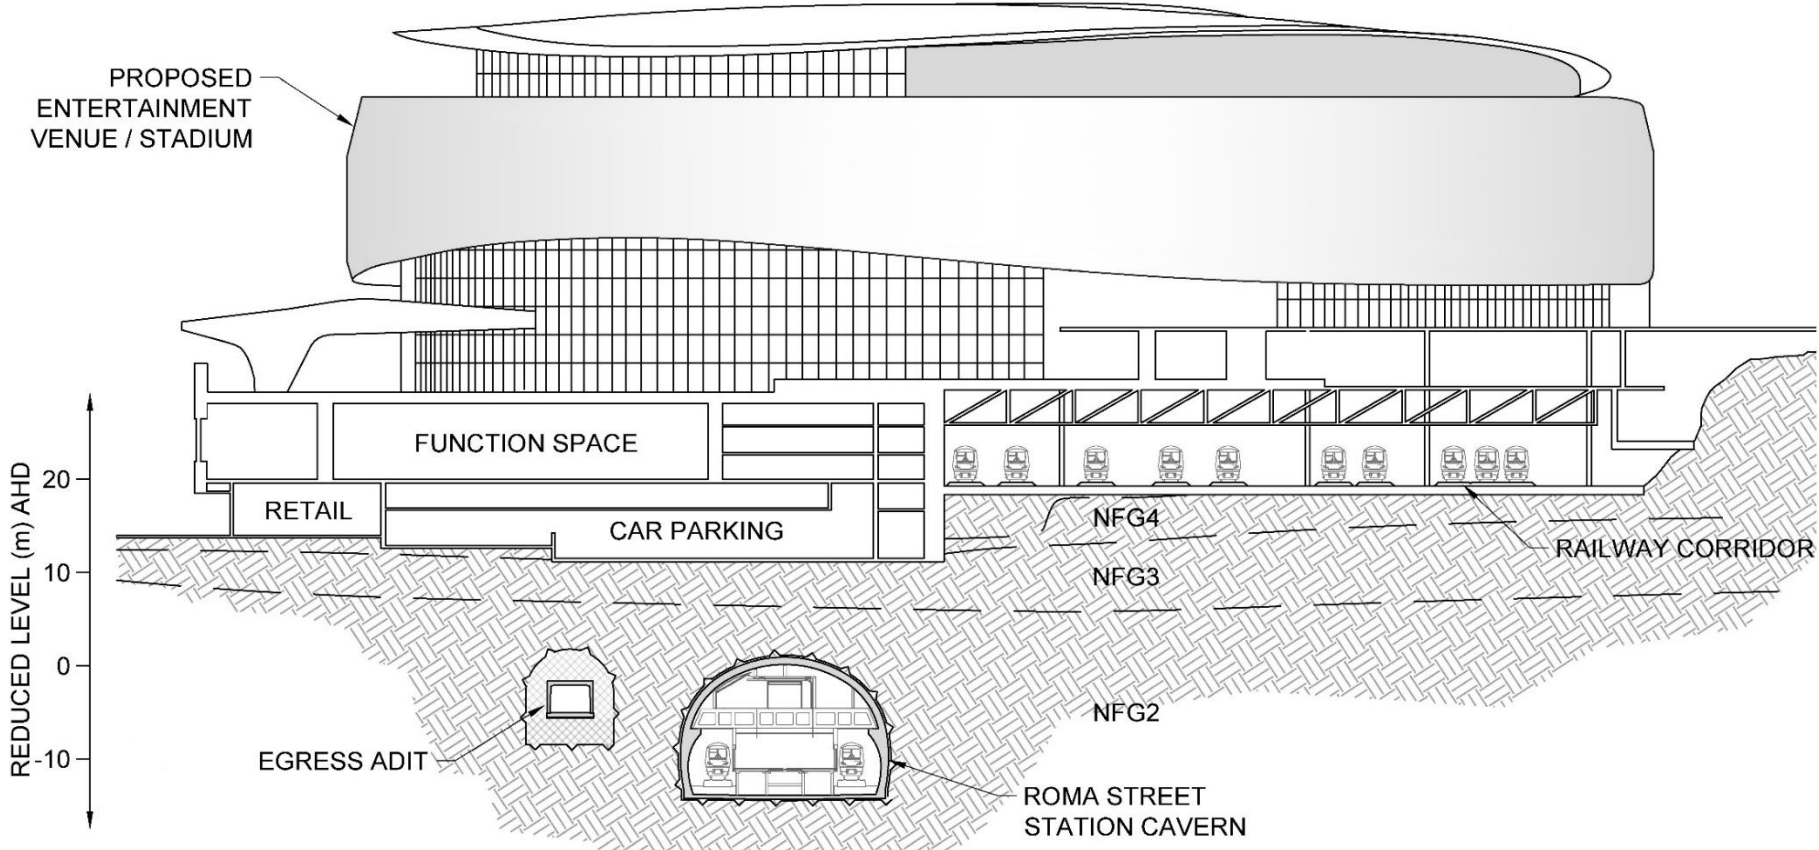 PROPOSED
ENTERTAINMENT
VENUE / STADIUM
FUNCTION SPACE
RETAIL
CAR PARKING
REDUCED LEVEL (m) AHD
20
10
0
-10
NFG4
RAILWAY CORRIDOR
NFG3
NFG2
EGRESS ADIT
ROMA STREET
STATION CAVERN